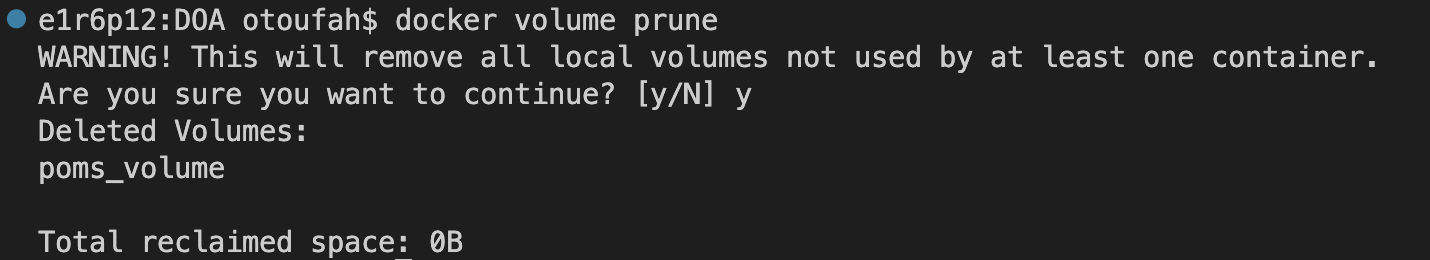 e1r6p12:DOA otoufah$ docker volume prune
WARNING! This will remove all local volumes not used by at least one container.
Are you sure you want to continue? [y/N] y
Deleted Volumes:
poms_volume
Total reclaimed space: 0B